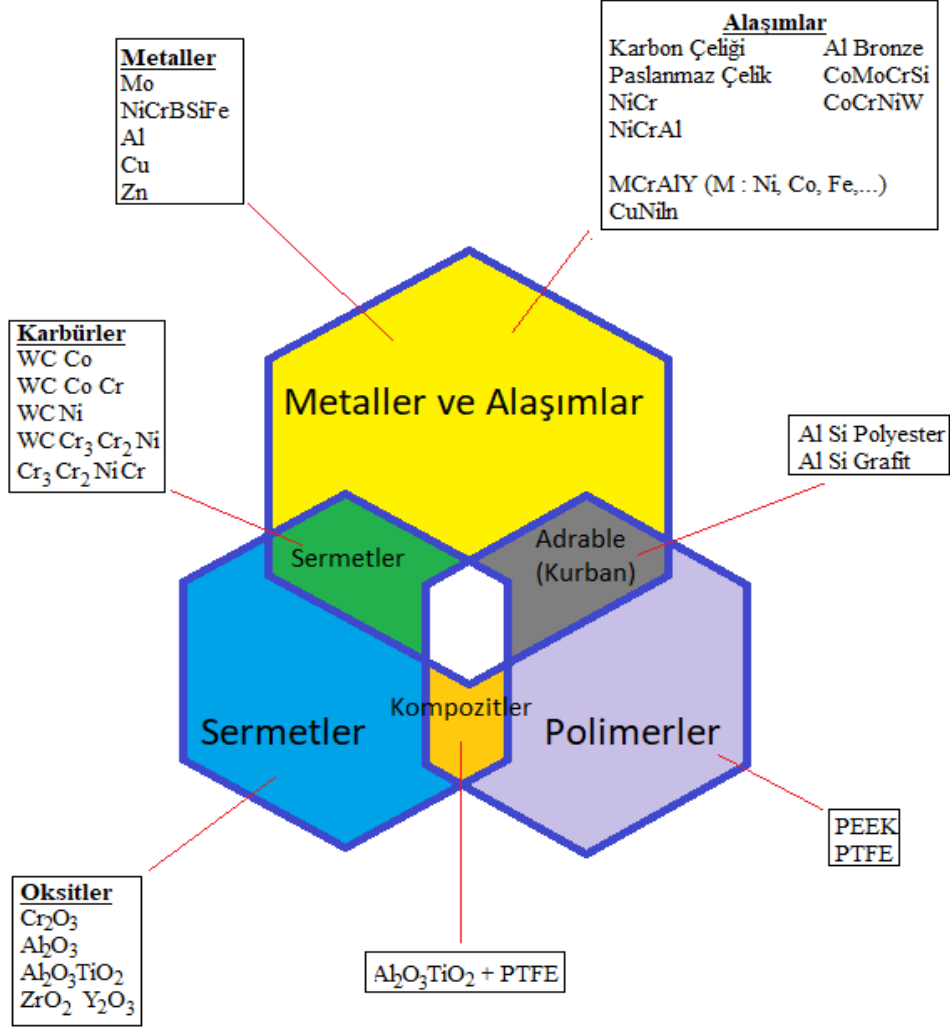 Metaller
Mo
NiCrBSiFe
Al
Cu
Zn
Alaşımlar
Karbon Çeliği Al Bronze
Paslanmaz Çelik CoMoCrSi
NiCr CoCrNiW
NiCrAl
MCrAlY (M : Ni, Co, Fe,...)
CuNiln
Karbürler
WC Co
WC Co Cr
WC Ni
WC Cr₃ Cr₂ Ni
Cr₃ Cr₂ Ni Cr
Metaller ve Alaşımlar
Al Si Polyester
Al Si Grafit
Sermetler
Adrable
(Kurban)
Kompozitler
Sermetler
Polimerler
PEEK
PTFE
Oksitler
Cr₂O₃
Al₂O₃
Al₂O₃TiO₂
ZrO₂ Y₂O₃
Al₂O₃TiO₂ + PTFE